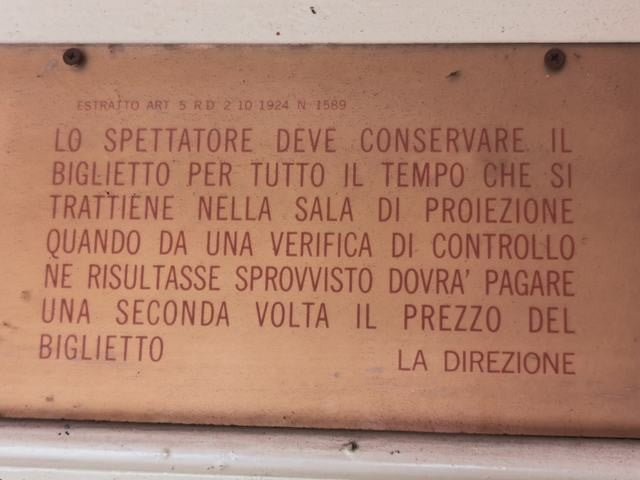 ESTRATTO ART 5 R D 2 10 1924 N 1589
LO SPETTATORE DEVE CONSERVARE IL
BIGLIETTO PER TUTTO IL TEMPO CHE SI
TRATTIENE NELLA SALA DI PROIEZIONE
QUANDO DA UNA VERIFICA DI CONTROLLO
NE RISULTASSE SPROVVISTO DOVRA' PAGARE
UNA SECONDA VOLTA IL PREZZO DEL
BIGLIETTO
LA DIREZIONE